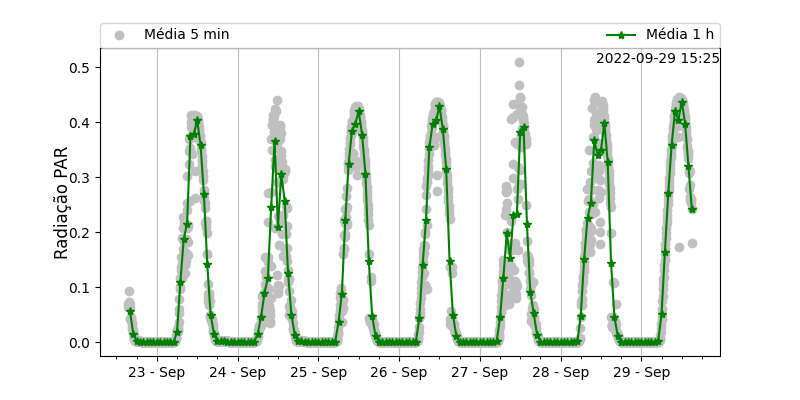 Média 5 min
Média 1 h
2022-09-29 15:25
Radiação PAR
0.5
0.4
0.3
0.2
0.1
0.0
23 - Sep
24 - Sep
25 - Sep
26 - Sep
27 - Sep
28 - Sep
29 - Sep